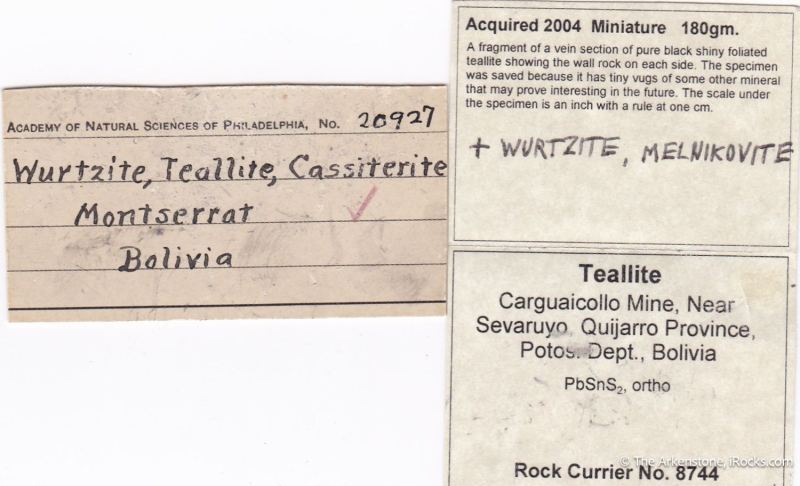 ACADEMY OF NATURAL SCIENCES OF PHILADELPHIA, NO. 20927
Wurtzite, Teallite, Cassiterite
Montserrat
Bolivia
Acquired 2004 Miniature 180gm.
A fragment of a vein section of pure black shiny foliated
teallite showing the wall rock on each side. The specimen
was saved because it has tiny vugs of some other mineral
that may prove interesting in the future. The scale under
the specimen is an inch with a rule at one cm.
+ WURTZITE, MELNIKOVITE
Teallite
Carguaicollo Mine, Near
Sevaruyo, Quijarro Province,
Potos. Dept., Bolivia
PbSnS₂, ortho
Rock Currier No. 8744
© The Arkenstone, iRocks.com